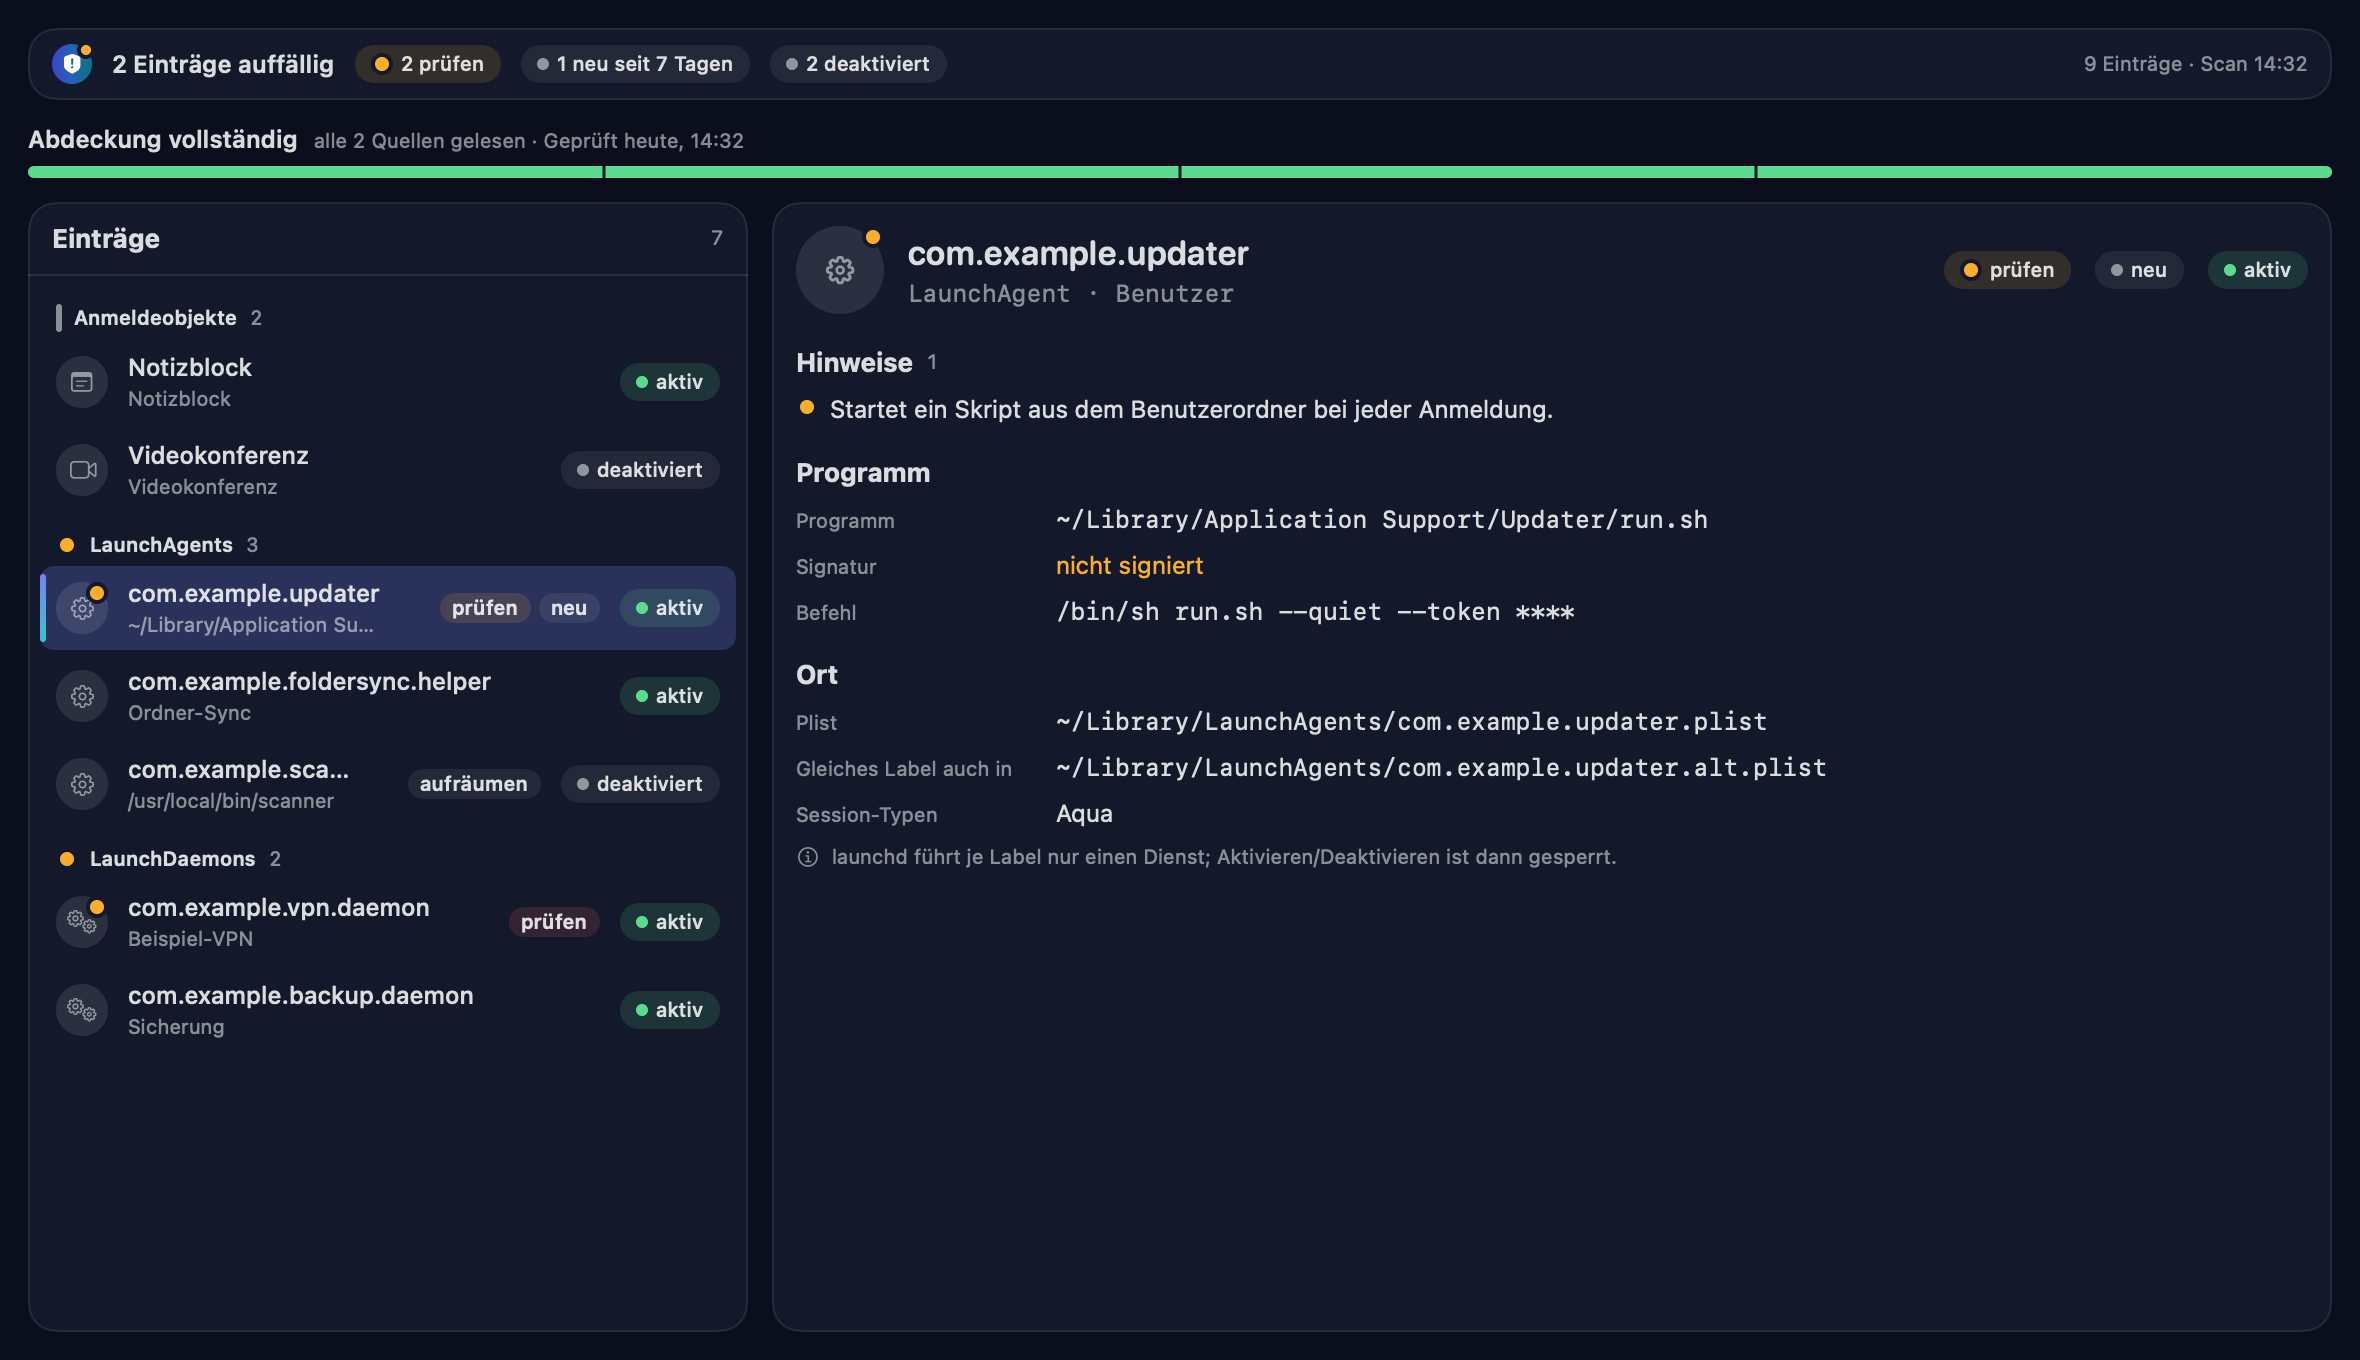 2 Einträge auffällig 2 prüfen 1 neu seit 7 Tagen 2 deaktiviert 9 Einträge · Scan 14:32
Abdeckung vollständig alle 2 Quellen gelesen · Geprüft heute, 14:32
Einträge 7
Anmeldeobjekte 2
Notizblock
Notizblock
aktiv
Videokonferenz
Videokonferenz
deaktiviert
LaunchAgents 3
com.example.updater
~/Library/Application Su...
prüfen neu aktiv
com.example.foldersync.helper
Ordner-Sync
aktiv
com.example.sca...
/usr/local/bin/scanner
aufräumen deaktiviert
LaunchDaemons 2
com.example.vpn.daemon
Beispiel-VPN
prüfen aktiv
com.example.backup.daemon
Sicherung
aktiv
com.example.updater
LaunchAgent · Benutzer
prüfen neu aktiv
Hinweise 1
Startet ein Skript aus dem Benutzerordner bei jeder Anmeldung.
Programm
Programm ~/Library/Application Support/Updater/run.sh
Signatur nicht signiert
Befehl /bin/sh run.sh --quiet --token ****
Ort
Plist ~/Library/LaunchAgents/com.example.updater.plist
Gleiches Label auch in ~/Library/LaunchAgents/com.example.updater.alt.plist
Session-Typen Aqua
launchd führt je Label nur einen Dienst; Aktivieren/Deaktivieren ist dann gesperrt.